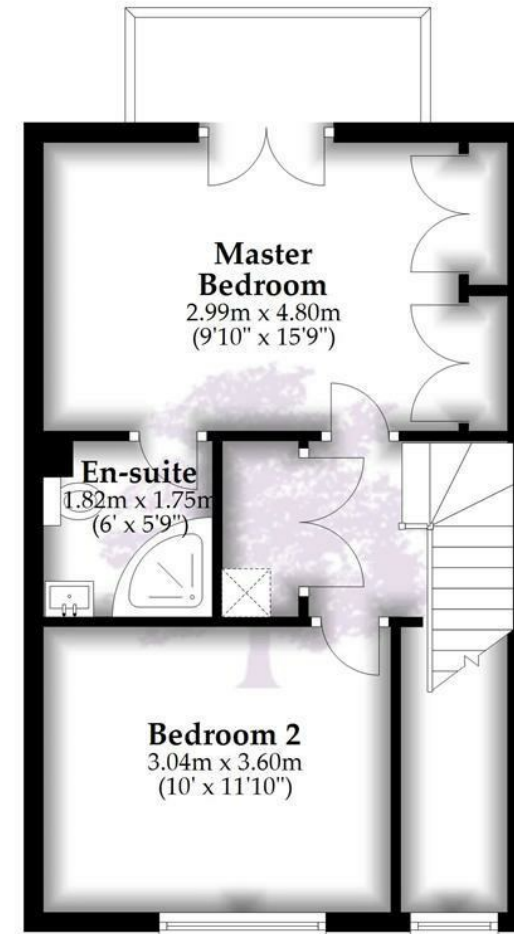 Master
Bedroom
2.99m x 4.80m
(9'10" x 15'9")
En-suite
1.82m x 1.75m
(6' x 5'9")
Bedroom 2
3.04m x 3.60m
(10' x 11'10")